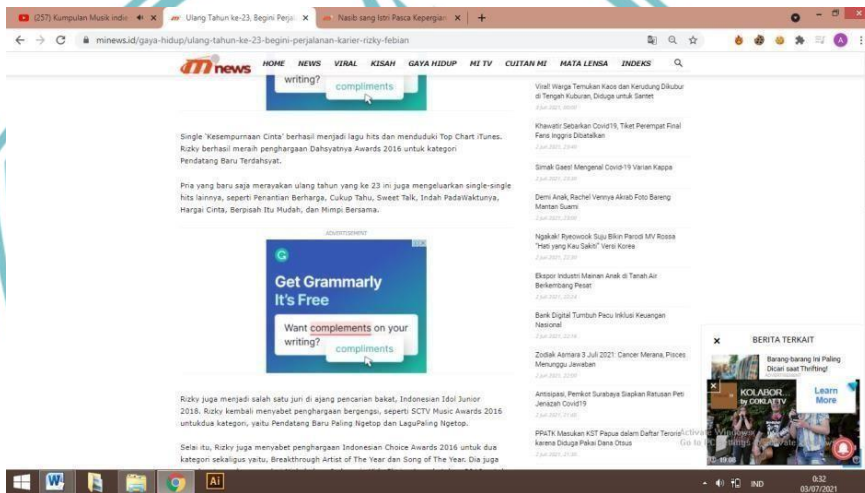 (257) Kumpulan Musik indie
Ulang Tahun ke-23, Begini Perja
Nasib sang Istri Pasca Kepergian
minews.id/gaya-hidup/ulang-tahun-ke-23-begini-perjalanan-karier-rizky-febian
mnews
HOME NEWS VIRAL KISAH GAYA HIDUP MI TV CUITAN MI MATA LENSA INDEKS
writing?
compliments
Single 'Kesempurnaan Cinta' berhasil menjadi lagu hits dan menduduki Top Chart iTunes.
Rizky berhasil meraih penghargaan Dahsyatnya Awards 2016 untuk kategori
Pendatang Baru Terdahsyat.
Pria yang baru saja merayakan ulang tahun yang ke 23 ini juga mengeluarkan single-single
hits lainnya, seperti Penantian Berharga, Cukup Tahu, Sweet Talk, Indah PadaWaktunya,
Hargai Cinta, Berpisah Itu Mudah, dan Mimpi Bersama.
ADVERTISEMENT
Get Grammarly
It's Free
Want complements on your
writing?
compliments
Rizky juga menjadi salah satu juri di ajang pencarian bakat, Indonesian Idol Junior
2018. Rizky kembali menyabet penghargaan bergengsi, seperti SCTV Music Awards 2016
untukdua kategori, yaitu Pendatang Baru Paling Ngetop dan LaguPaling Ngetop.
Selai itu, Rizky juga menyabet penghargaan Indonesian Choice Awards 2016 untuk dua
kategori sekaligus yaitu, Breakthrough Artist of The Year dan Song of The Year. Dia juga
Viral! Warga Temukan Kaos dan Kerudung Dikubur
di Tengah Kuburan, Diduga untuk Santet
Khawatir Sebarkan Covid19, Tiket Perempat Final
Fans Inggris Dibatalkan
Simak Gaes! Mengenal Covid-19 Varian Kappa
Demi Anak, Rachel Vennya Akrab Foto Bareng
Mantan Suami
Ngakak! Ryeowook Suju Bikin Parodi MV Rossa
"Hati yang Kau Sakiti" Versi Korea
Ekspor Industri Mainan Anak di Tanah Air
Berkembang Pesat
Bank Digital Tumbuh Pacu Inklusi Keuangan
Nasional
Zodiak Asmara 3 Juli 2021: Cancer Merana, Pisces
Menunggu Jawaban
Antisipasi, Pemkot Surabaya Siapkan Ratusan Peti
Jenazah Covid19
PPATK Masukan KST Papua dalam Daftar Teroris
karena Diduga Pakai Dana Otsus
BERITA TERKAIT
Barang-barang Ini Paling
Dicari saat Thrifting!
KOLABOR
by COKLATTV
Learn
More
19:06
Ai
IND
0:32
03/07/2021